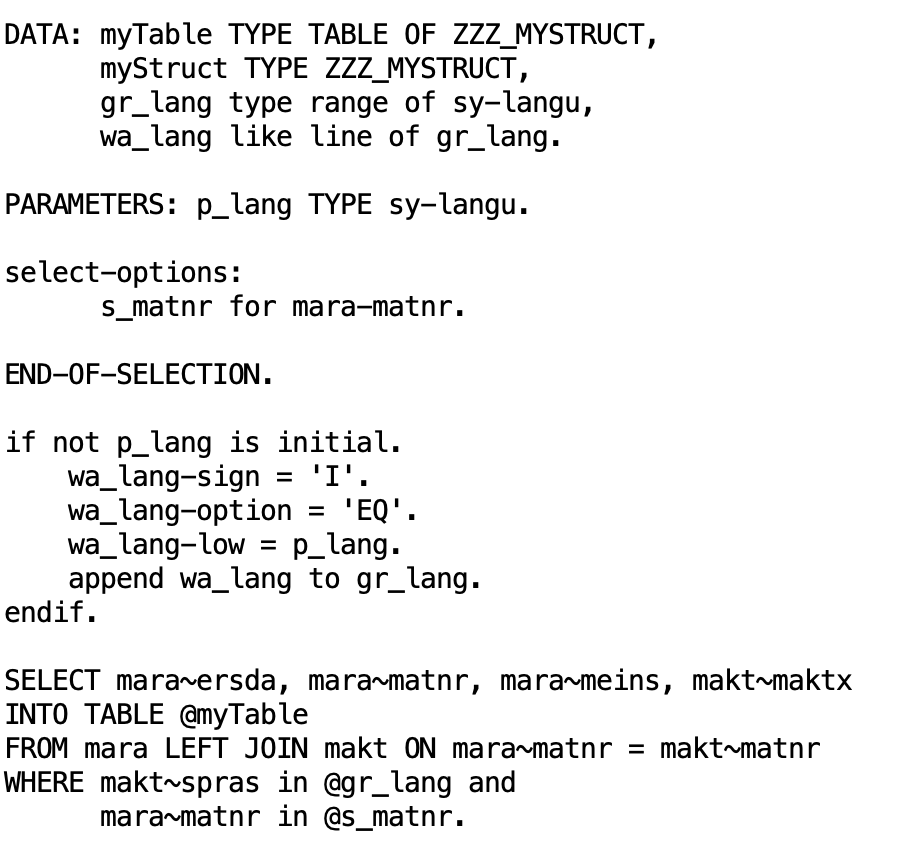 DATA: myTable TYPE TABLE OF ZZZ_MYSTRUCT,
      myStruct TYPE ZZZ_MYSTRUCT,
      gr_lang type range of sy-langu,
      wa_lang like line of gr_lang.

PARAMETERS: p_lang TYPE sy-langu.

select-options:
      s_matnr for mara-matnr.

END-OF-SELECTION.

if not p_lang is initial.
    wa_lang-sign = 'I'.
    wa_lang-option = 'EQ'.
    wa_lang-low = p_lang.
    append wa_lang to gr_lang.
endif.

SELECT mara~ersda, mara~matnr, mara~meins, makt~maktx
INTO TABLE @myTable
FROM mara LEFT JOIN makt ON mara~matnr = makt~matnr
WHERE makt~spras in @gr_lang and
      mara~matnr in @s_matnr.